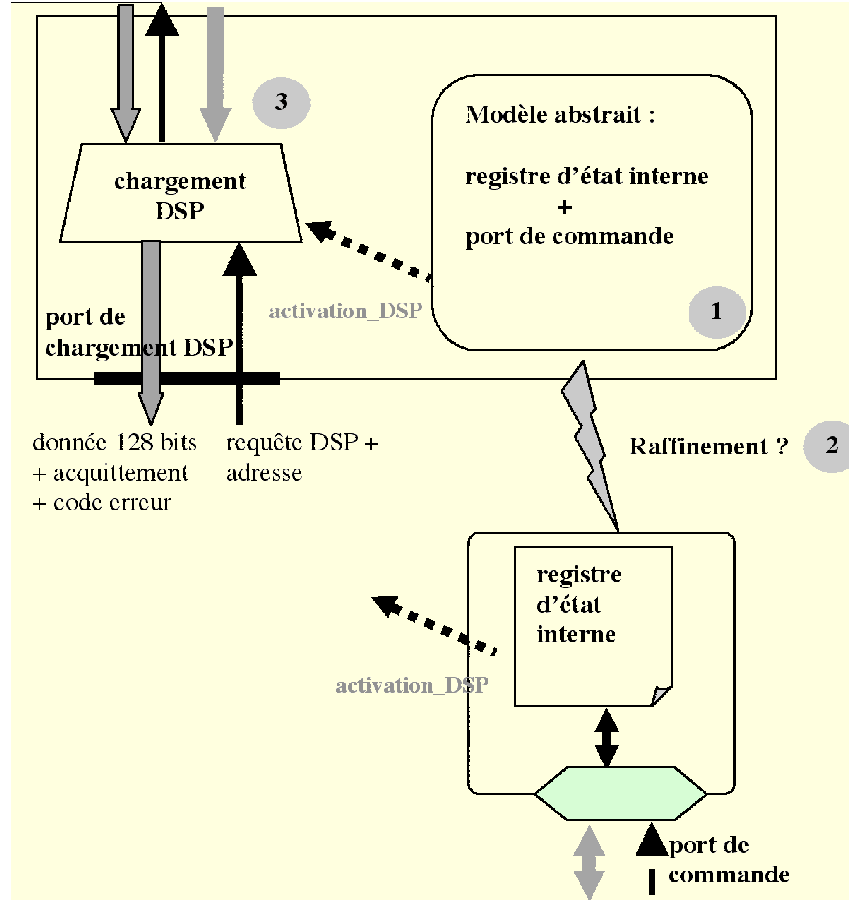 3
Modèle abstrait :
chargement
DSP
registre d'état interne
+
port de commande
activation_DSP
1
port de
chargement DSP
donnée 128 bits
+ acquittement
+ code erreur
requête DSP +
adresse
Raffinement ?
2
registre
d'état
interne
activation_DSP
port de
commande